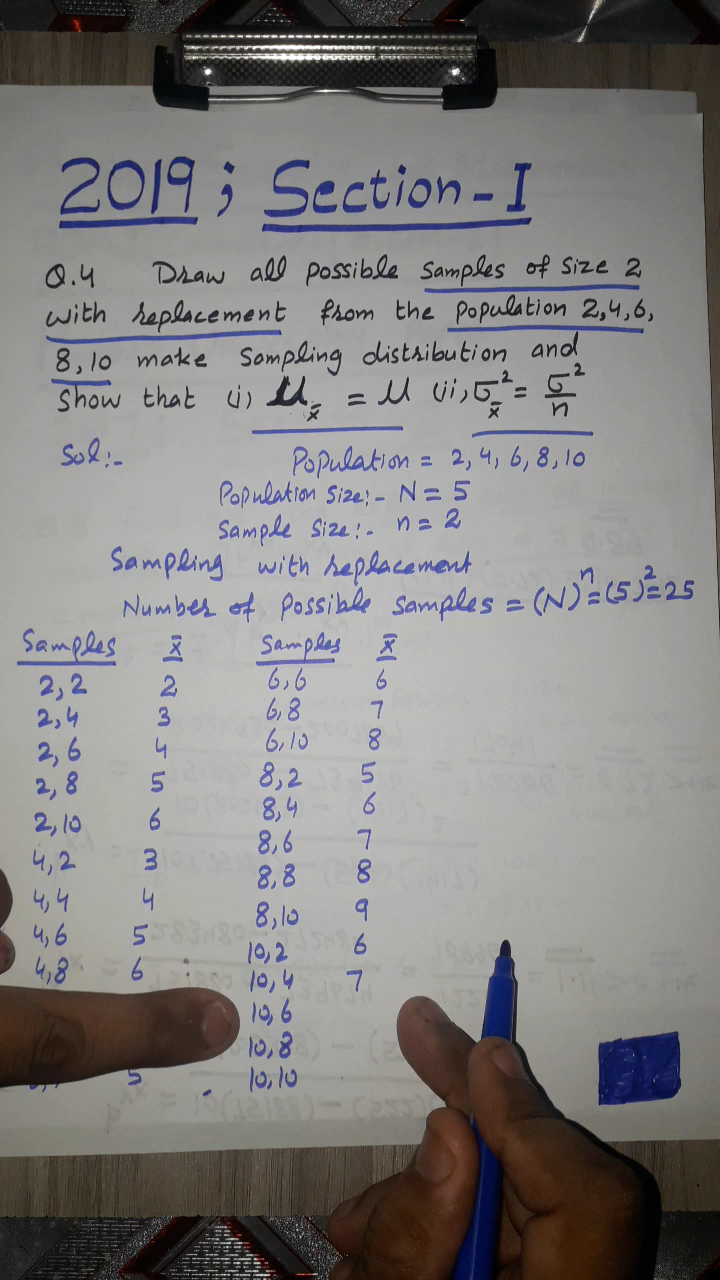 2019 ; Section-I
Q.4 Draw all possible samples of size 2
with replacement from the population 2,4,6,
8,10 make sampling distribution and
show that (i) μx̄ = μ (ii) σ²x̄ = σ²/n
Sol:- Population = 2, 4, 6, 8, 10
Population Size:- N = 5
Sample Size:- n = 2
Sampling with replacement
Number of possible samples = (N)ⁿ = (5)² = 25
Samples x̄ Samples x̄
2,2 2 6,6 6
2,4 3 6,8 7
2,6 4 6,10 8
2,8 5 8,2 5
2,10 6 8,4 6
4,2 3 8,6 7
4,4 4 8,8 8
4,6 5 8,10 9
4,8 6 10,2 6
10,4 7
10,6
10,8
5 10,10